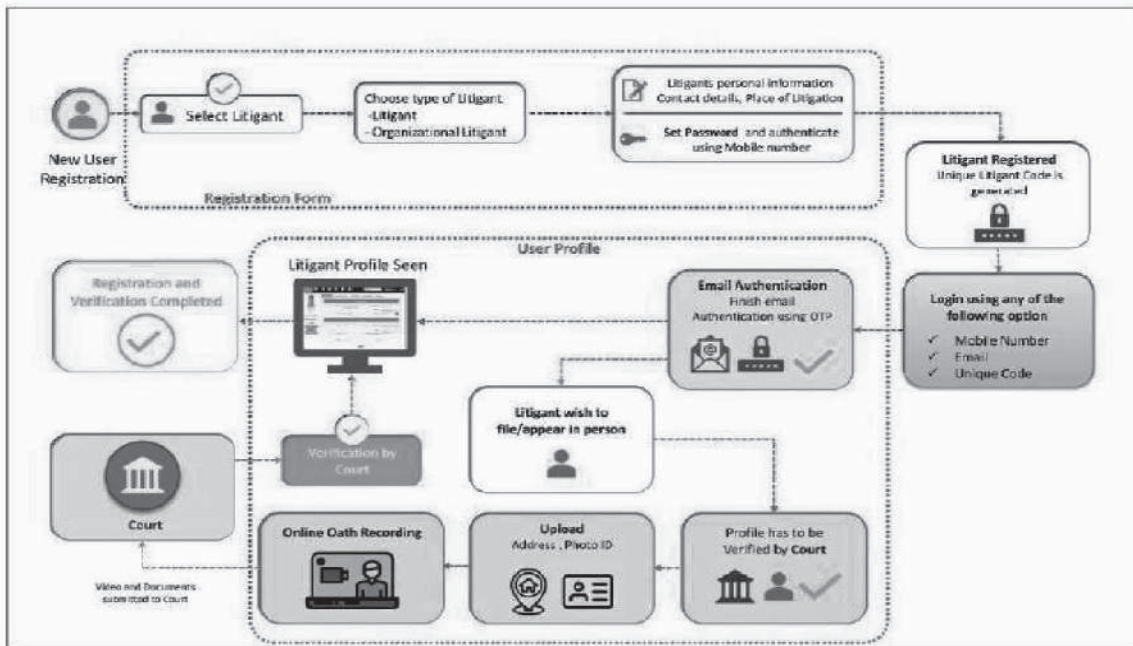 New User
Registration
Select Litigant
Choose type of Litigant
-Litigant
- Organizational Litigant
Litigants personal information
Contact details, Place of Litigation
Set Password and authenticate
using Mobile number
Registration Form
Litigant Registered
Unique Litigant Code is
generated
Login using any of the
following option
✓ Mobile Number
✓ Email
✓ Unique Code
User Profile
Email Authentication
Finish email
Authentication using OTP
Litigant Profile Seen
Registration and
Verification Completed
Litigant wish to
file/appear in person
Profile has to be
Verified by Court
Upload
Address , Photo ID
Online Oath Recording
Video and Documents
submitted to Court
Court
Verification by
Court